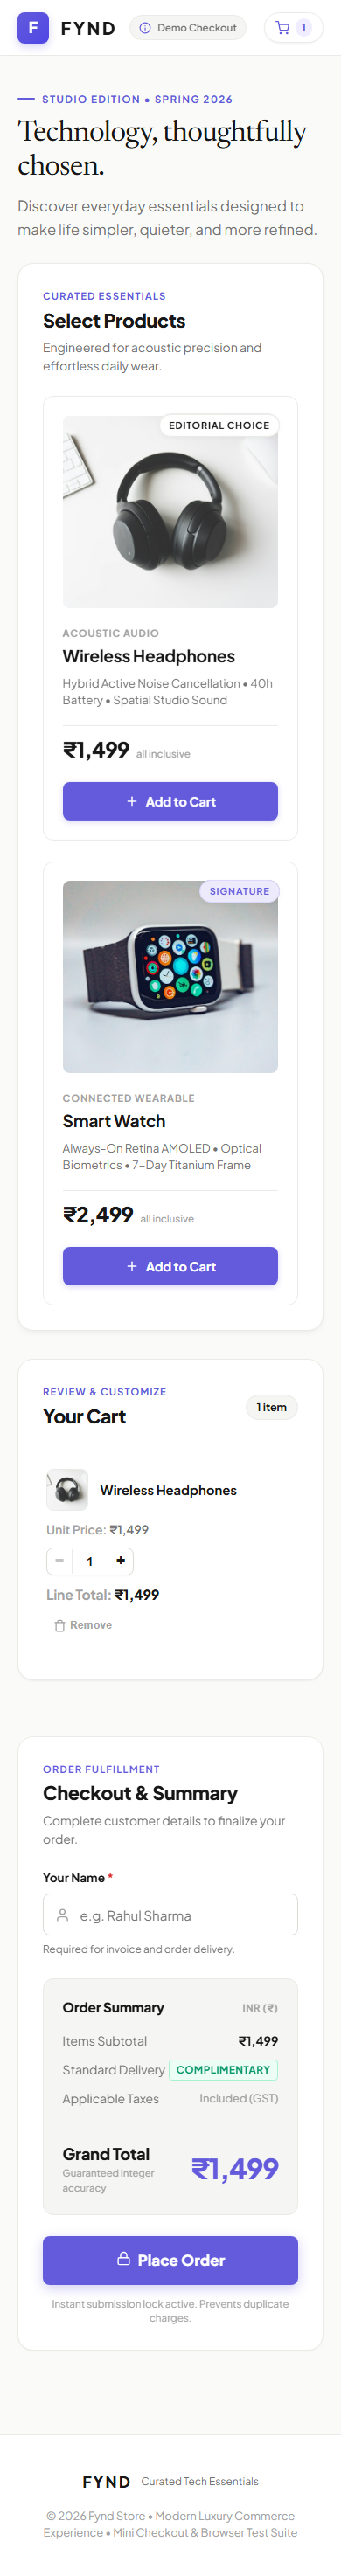 F FYND Demo Checkout 1
STUDIO EDITION • SPRING 2026
Technology, thoughtfully
chosen.
Discover everyday essentials designed to
make life simpler, quieter, and more refined.
CURATED ESSENTIALS
Select Products
Engineered for acoustic precision and
effortless daily wear.
EDITORIAL CHOICE
ACOUSTIC AUDIO
Wireless Headphones
Hybrid Active Noise Cancellation • 40h
Battery • Spatial Studio Sound
₹1,499 all inclusive
+ Add to Cart
SIGNATURE
CONNECTED WEARABLE
Smart Watch
Always-On Retina AMOLED • Optical
Biometrics • 7-Day Titanium Frame
₹2,499 all inclusive
+ Add to Cart
REVIEW & CUSTOMIZE
Your Cart
1 item
Wireless Headphones
Unit Price: ₹1,499
− 1 +
Line Total: ₹1,499
Remove
ORDER FULFILLMENT
Checkout & Summary
Complete customer details to finalize your
order.
Your Name *
e.g. Rahul Sharma
Required for invoice and order delivery.
Order Summary INR (₹)
Items Subtotal ₹1,499
Standard Delivery COMPLIMENTARY
Applicable Taxes Included (GST)
Grand Total ₹1,499
Guaranteed integer
accuracy
Place Order
Instant submission lock active. Prevents duplicate
charges.
FYND Curated Tech Essentials
© 2026 Fynd Store • Modern Luxury Commerce
Experience • Mini Checkout & Browser Test Suite